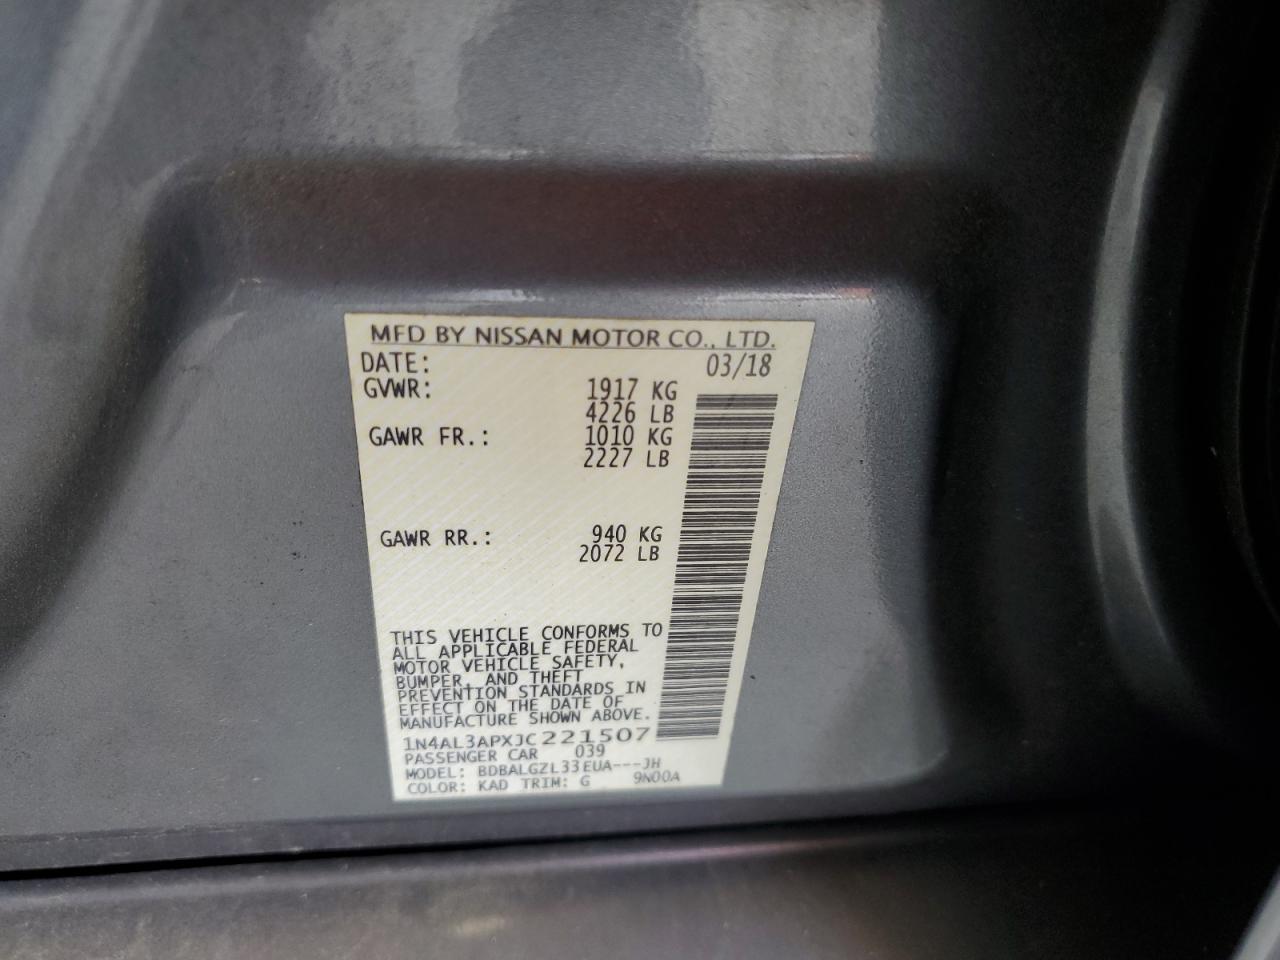 MFD BY NISSAN MOTOR CO., LTD.
DATE: 03/18
GVWR: 1917 KG
4226 LB
GAWR FR.: 1010 KG
2227 LB
GAWR RR.: 940 KG
2072 LB
THIS VEHICLE CONFORMS TO
ALL APPLICABLE FEDERAL
MOTOR VEHICLE SAFETY,
BUMPER, AND THEFT
PREVENTION STANDARDS IN
EFFECT ON THE DATE OF
MANUFACTURE SHOWN ABOVE.
1N4AL3APXJC221507
PASSENGER CAR 039
MODEL: BDBALGZL33EUA---JH
COLOR: KAD TRIM: G 9N00A